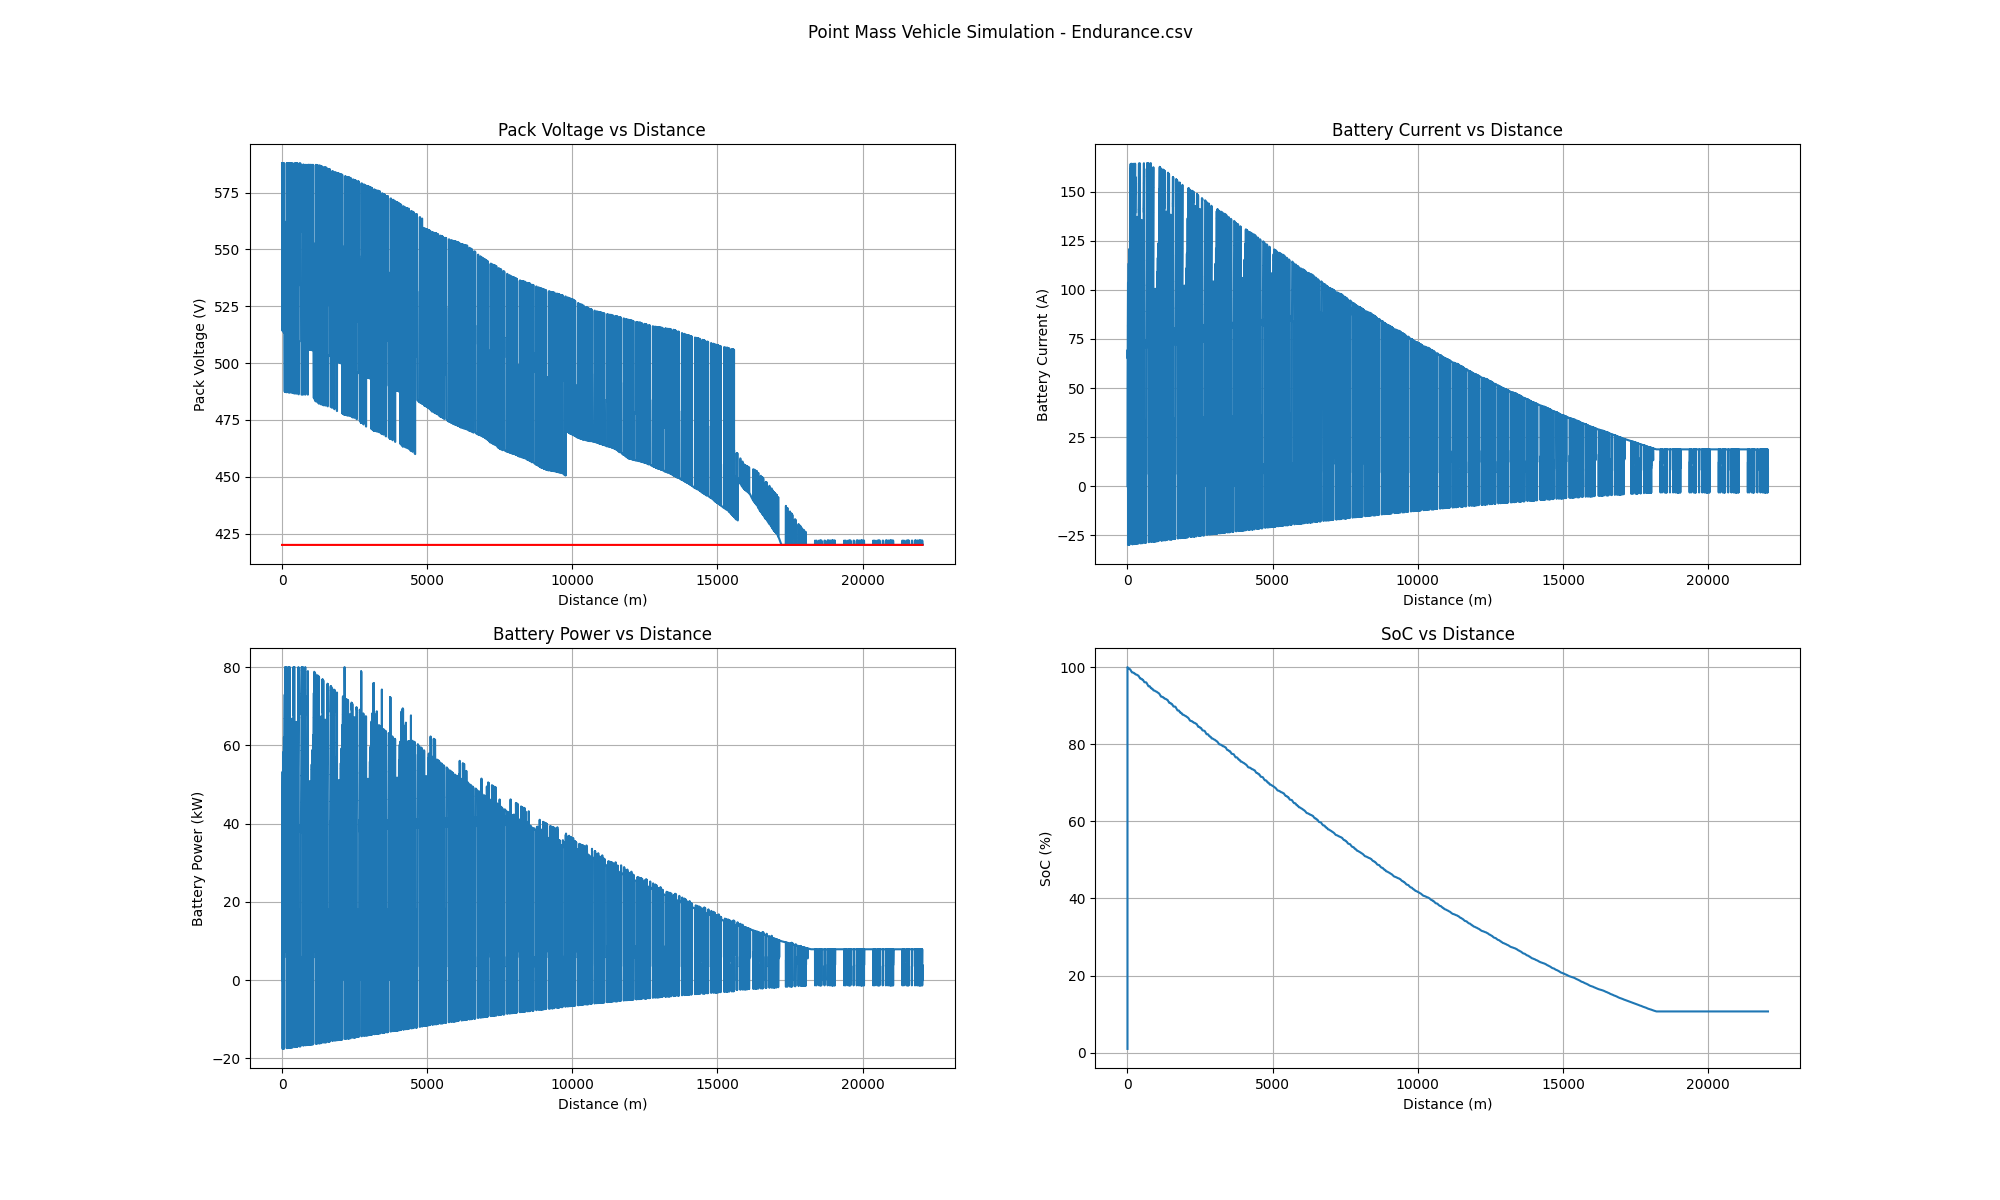 Point Mass Vehicle Simulation - Endurance.csv
Pack Voltage vs Distance
Pack Voltage (V)
575
550
525
500
475
450
425
0 5000 10000 15000 20000
Distance (m)
Battery Current vs Distance
Battery Current (A)
150
125
100
75
50
25
0
−25
0 5000 10000 15000 20000
Distance (m)
Battery Power vs Distance
Battery Power (kW)
80
60
40
20
0
−20
0 5000 10000 15000 20000
Distance (m)
SoC vs Distance
SoC (%)
100
80
60
40
20
0
0 5000 10000 15000 20000
Distance (m)